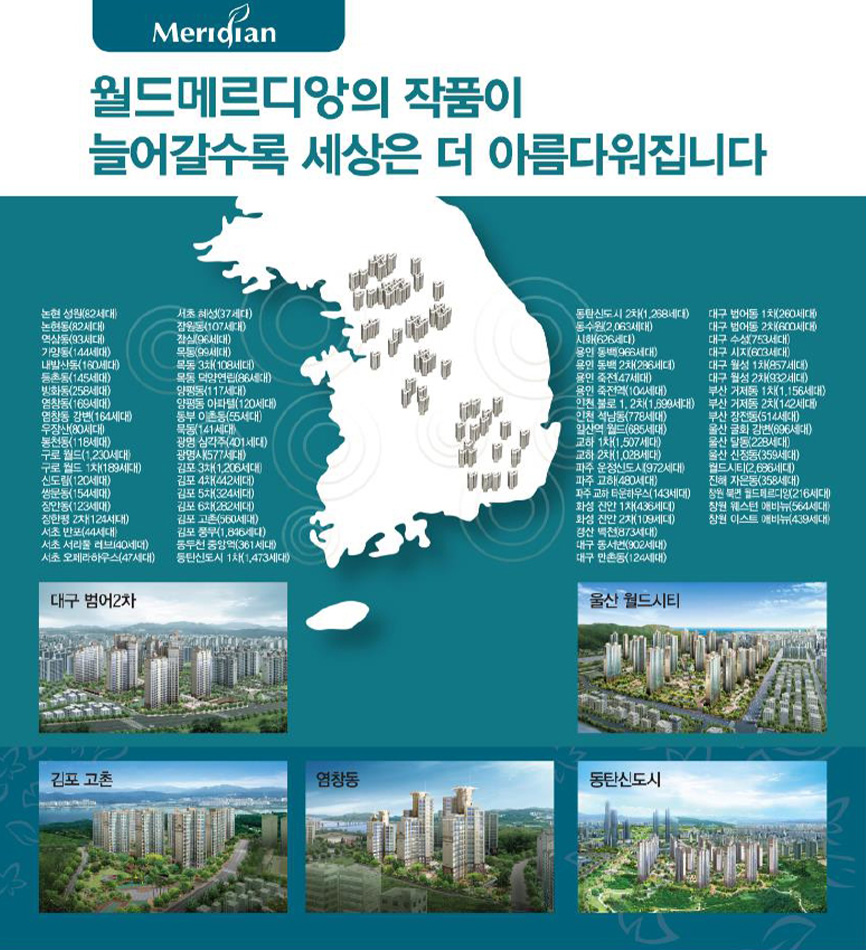 Meridian
월드메르디앙의 작품이
늘어갈수록 세상은 더 아름다워집니다
논현 성원(82세대)
논현동(82세대)
역삼동(93세대)
가양동(144세대)
내발산동(160세대)
등촌동(145세대)
방화동(258세대)
염창동(169세대)
염창동 강변(164세대)
우장산(80세대)
봉천동(118세대)
구로 월드(1,230세대)
구로 월드 1차(189세대)
신도림(120세대)
쌍문동(154세대)
장안동(123세대)
장한평 2차(124세대)
서초 반포(44세대)
서초 서리풀 레브(40세대)
서초 오페라하우스(47세대)
서초 혜성(37세대)
잠원동(107세대)
잠실(96세대)
목동(99세대)
목동 3차(108세대)
목동 덕양연립(86세대)
양평동(117세대)
양평동 아파텔(120세대)
동부 이촌동(55세대)
목동(141세대)
광명 삼각주(401세대)
광명사(577세대)
김포 3차(1,206세대)
김포 4차(442세대)
김포 5차(324세대)
김포 6차(282세대)
김포 고촌(560세대)
김포 풍무(1,846세대)
동두천 중앙역(361세대)
동탄신도시 1차(1,473세대)
동탄신도시 2차(1,268세대)
동수원(2,063세대)
시화(626세대)
용인 동백(966세대)
용인 동백 2차(286세대)
용인 죽전(47세대)
용인 죽전역(104세대)
인천 불로 1, 2차(1,699세대)
인천 석남동(778세대)
일산역 월드(685세대)
교하 1차(1,507세대)
교하 2차(1,028세대)
파주 운정신도시(972세대)
파주 교하(480세대)
파주 교하 타운하우스(143세대)
화성 진안 1차(436세대)
화성 진안 2차(109세대)
경산 백천(873세대)
대구 동서변(902세대)
대구 만촌동(124세대)
대구 범어동 1차(260세대)
대구 범어동 2차(600세대)
대구 수성(753세대)
대구 시지(603세대)
대구 월성 1차(857세대)
대구 월성 2차(932세대)
부산 거제동 1차(1,156세대)
부산 거제동 2차(142세대)
부산 장전동(514세대)
울산 굴화 강변(696세대)
울산 달동(228세대)
울산 신정동(359세대)
월드시티(2,686세대)
진해 자은동(358세대)
창원 북면 월드메르디앙(216세대)
창원 웨스턴 애비뉴(564세대)
창원 이스트 애비뉴(439세대)
대구 범어2차
울산 월드시티
김포 고촌
염창동
동탄신도시